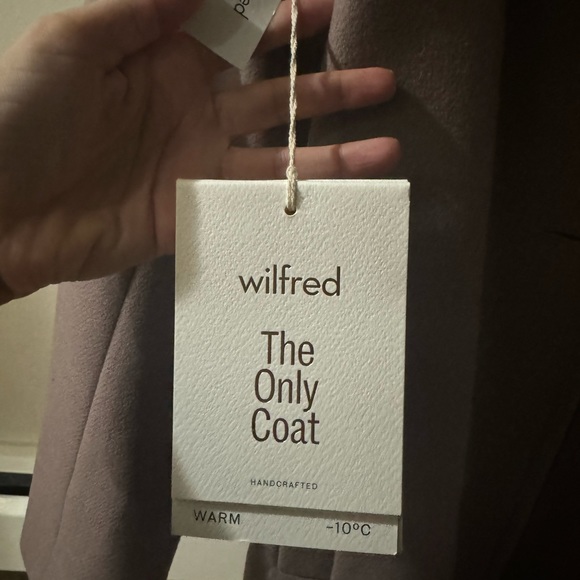 wilfred
The
Only
Coat
HANDCRAFTED
WARM -10°C